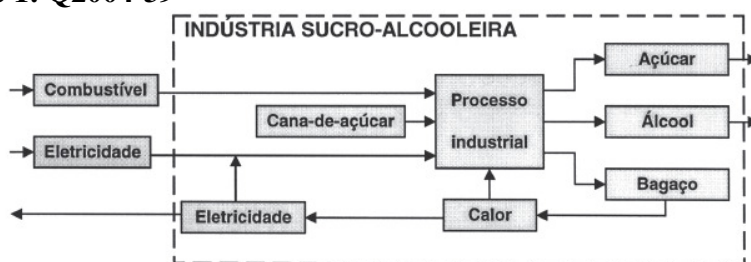 INDÚSTRIA SUCRO-ALCOOLEIRA
Açúcar
Combustível
Processo
industrial
Cana-de-açúcar
Álcool
Eletricidade
Bagaço
Eletricidade
Calor